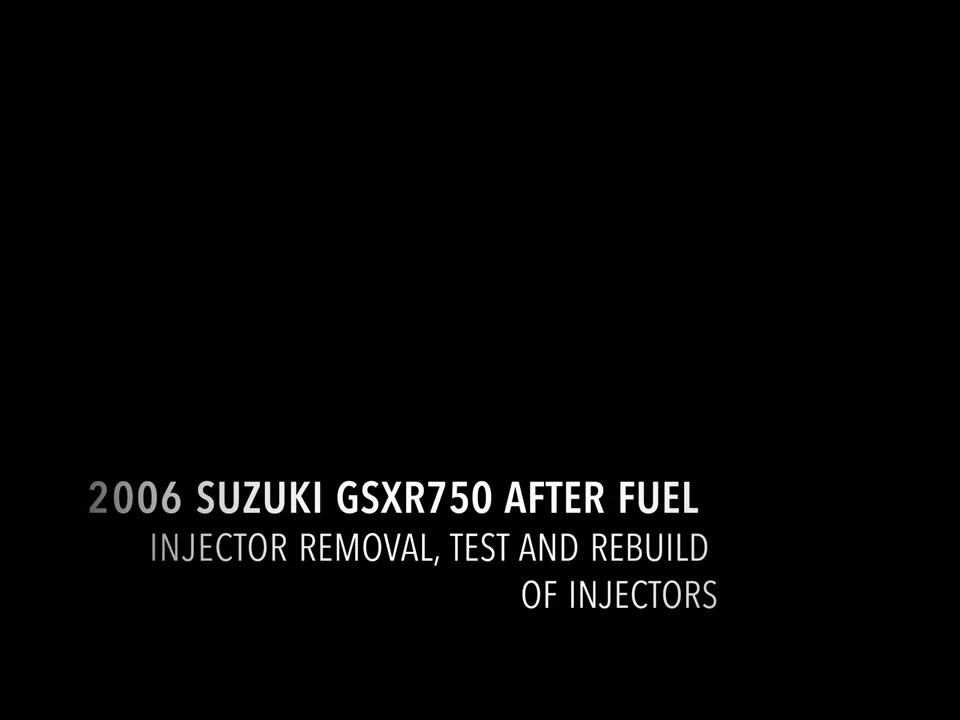 2006 SUZUKI GSXR750 AFTER FUEL
INJECTOR REMOVAL, TEST AND REBUILD
OF INJECTORS